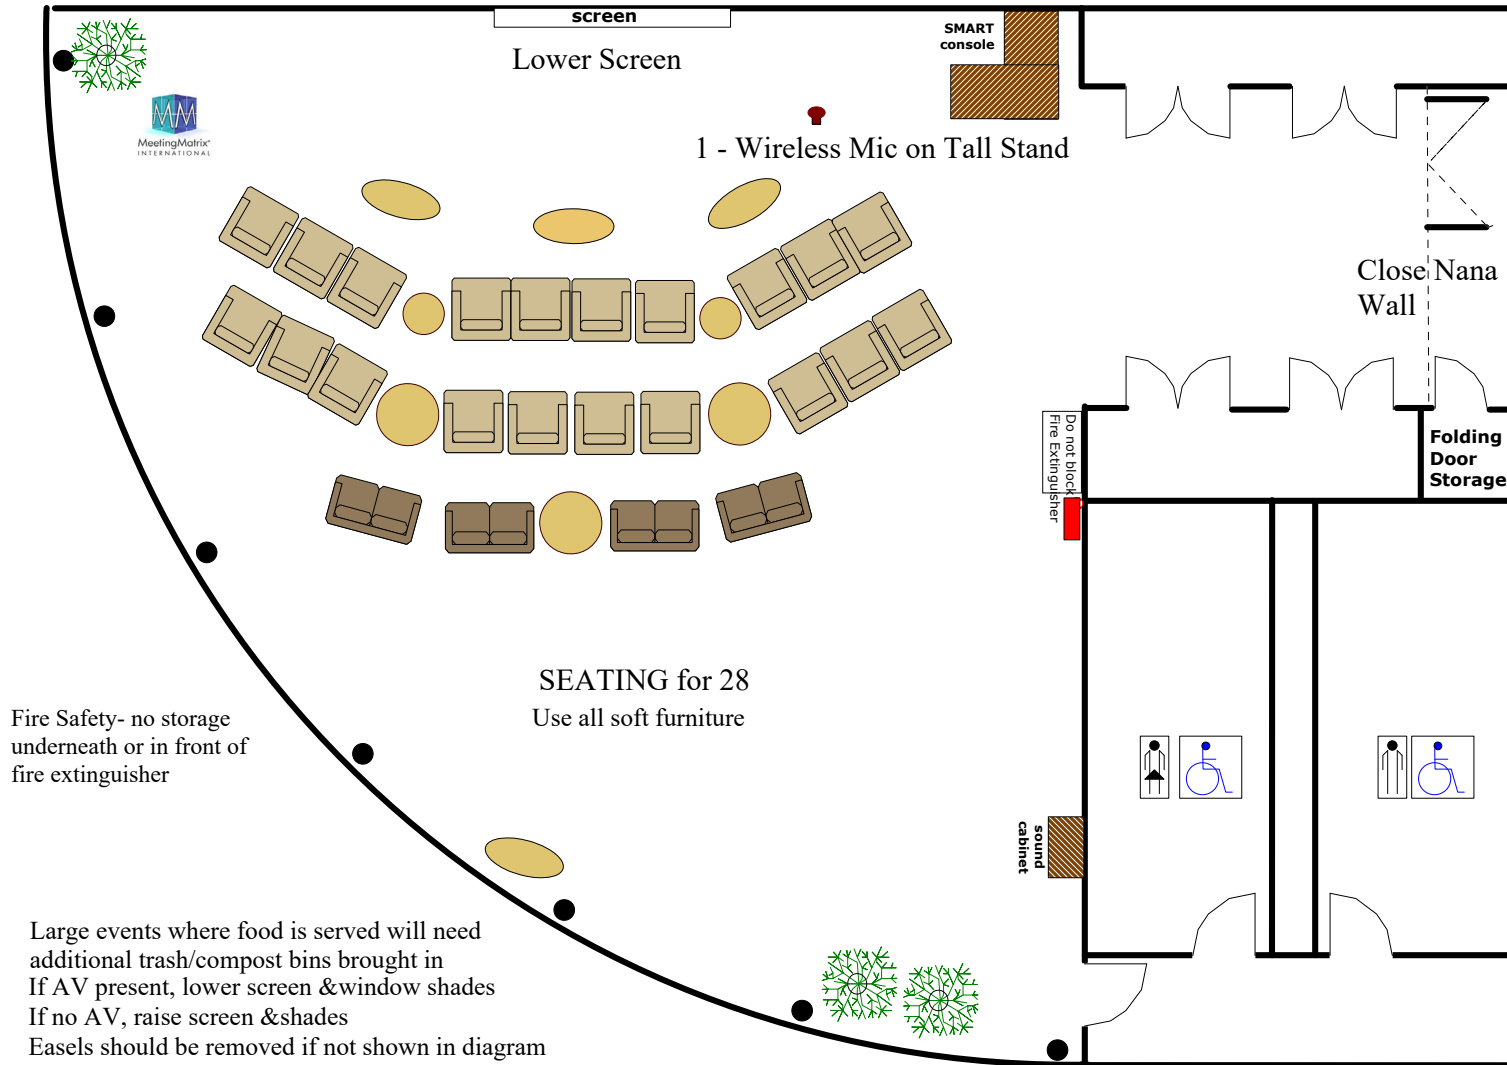 screen
Lower Screen
SMART
console
MeetingMatrix
INTERNATIONAL
1 - Wireless Mic on Tall Stand
Close Nana
Wall
Do not block
Fire Extinguisher
Folding
Door
Storage
SEATING for 28
Use all soft furniture
Fire Safety- no storage
underneath or in front of
fire extinguisher
sound
cabinet
Large events where food is served will need
additional trash/compost bins brought in
If AV present, lower screen &window shades
If no AV, raise screen &shades
Easels should be removed if not shown in diagram